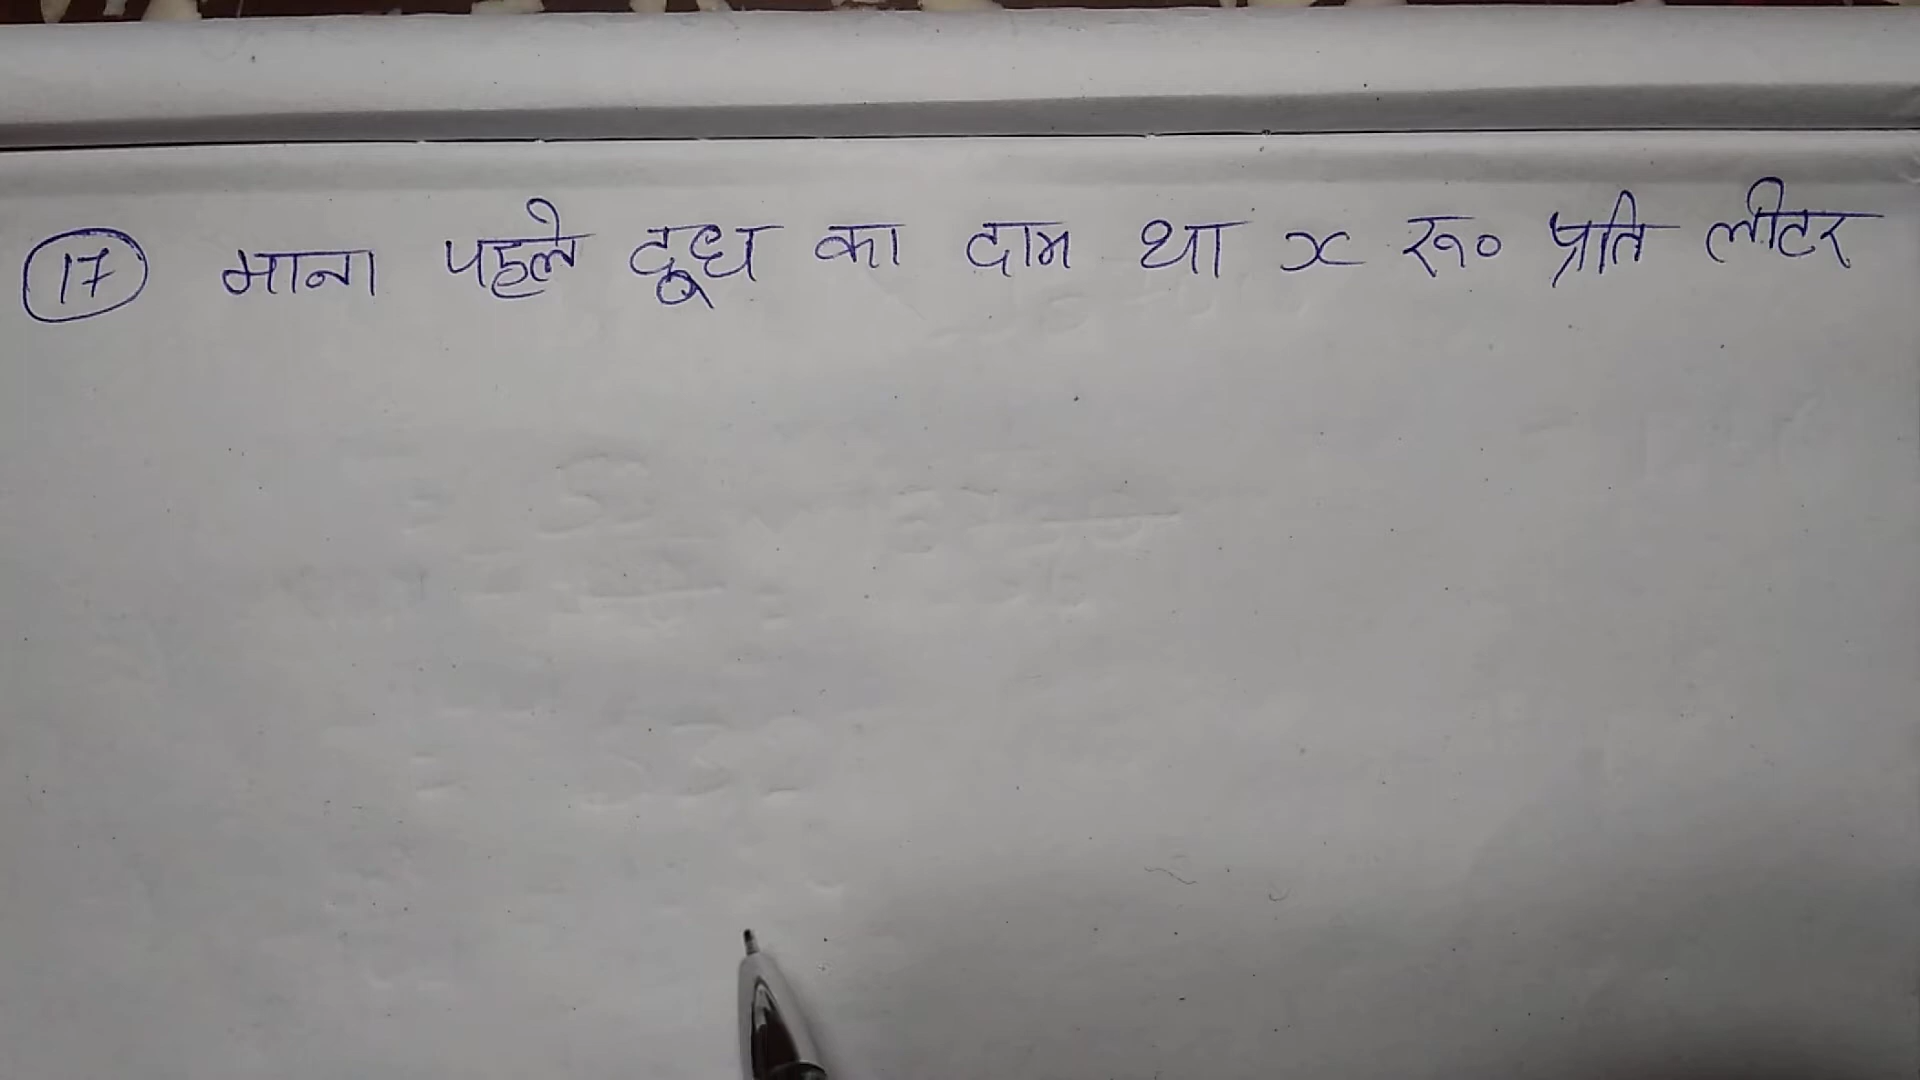 17 माना पहले दूध का दाम था x रू० प्रति लीटर